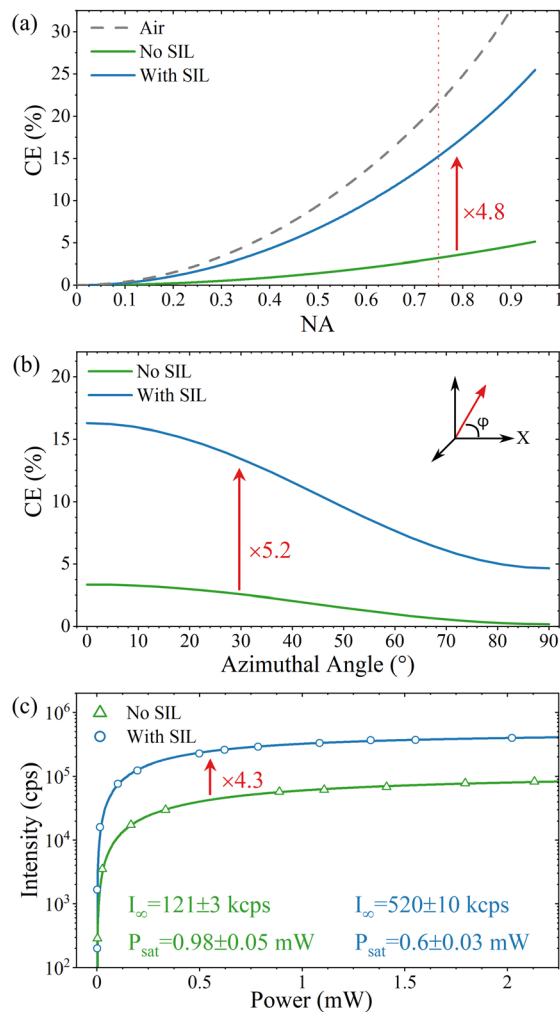 (a)
Air
No SIL
With SIL
30
25
20
15
10
5
0
CE (%)
×4.8
0 0.1 0.2 0.3 0.4 0.5 0.6 0.7 0.8 0.9 1
NA
(b)
No SIL
With SIL
20
15
10
5
0
CE (%)
φ
X
×5.2
0 10 20 30 40 50 60 70 80 90
Azimuthal Angle (°)
(c)
No SIL
With SIL
10⁶
10⁵
10⁴
10³
10²
Intensity (cps)
×4.3
I∞=121±3 kcps
Psat=0.98±0.05 mW
I∞=520±10 kcps
Psat=0.6±0.03 mW
0 0.5 1 1.5 2
Power (mW)